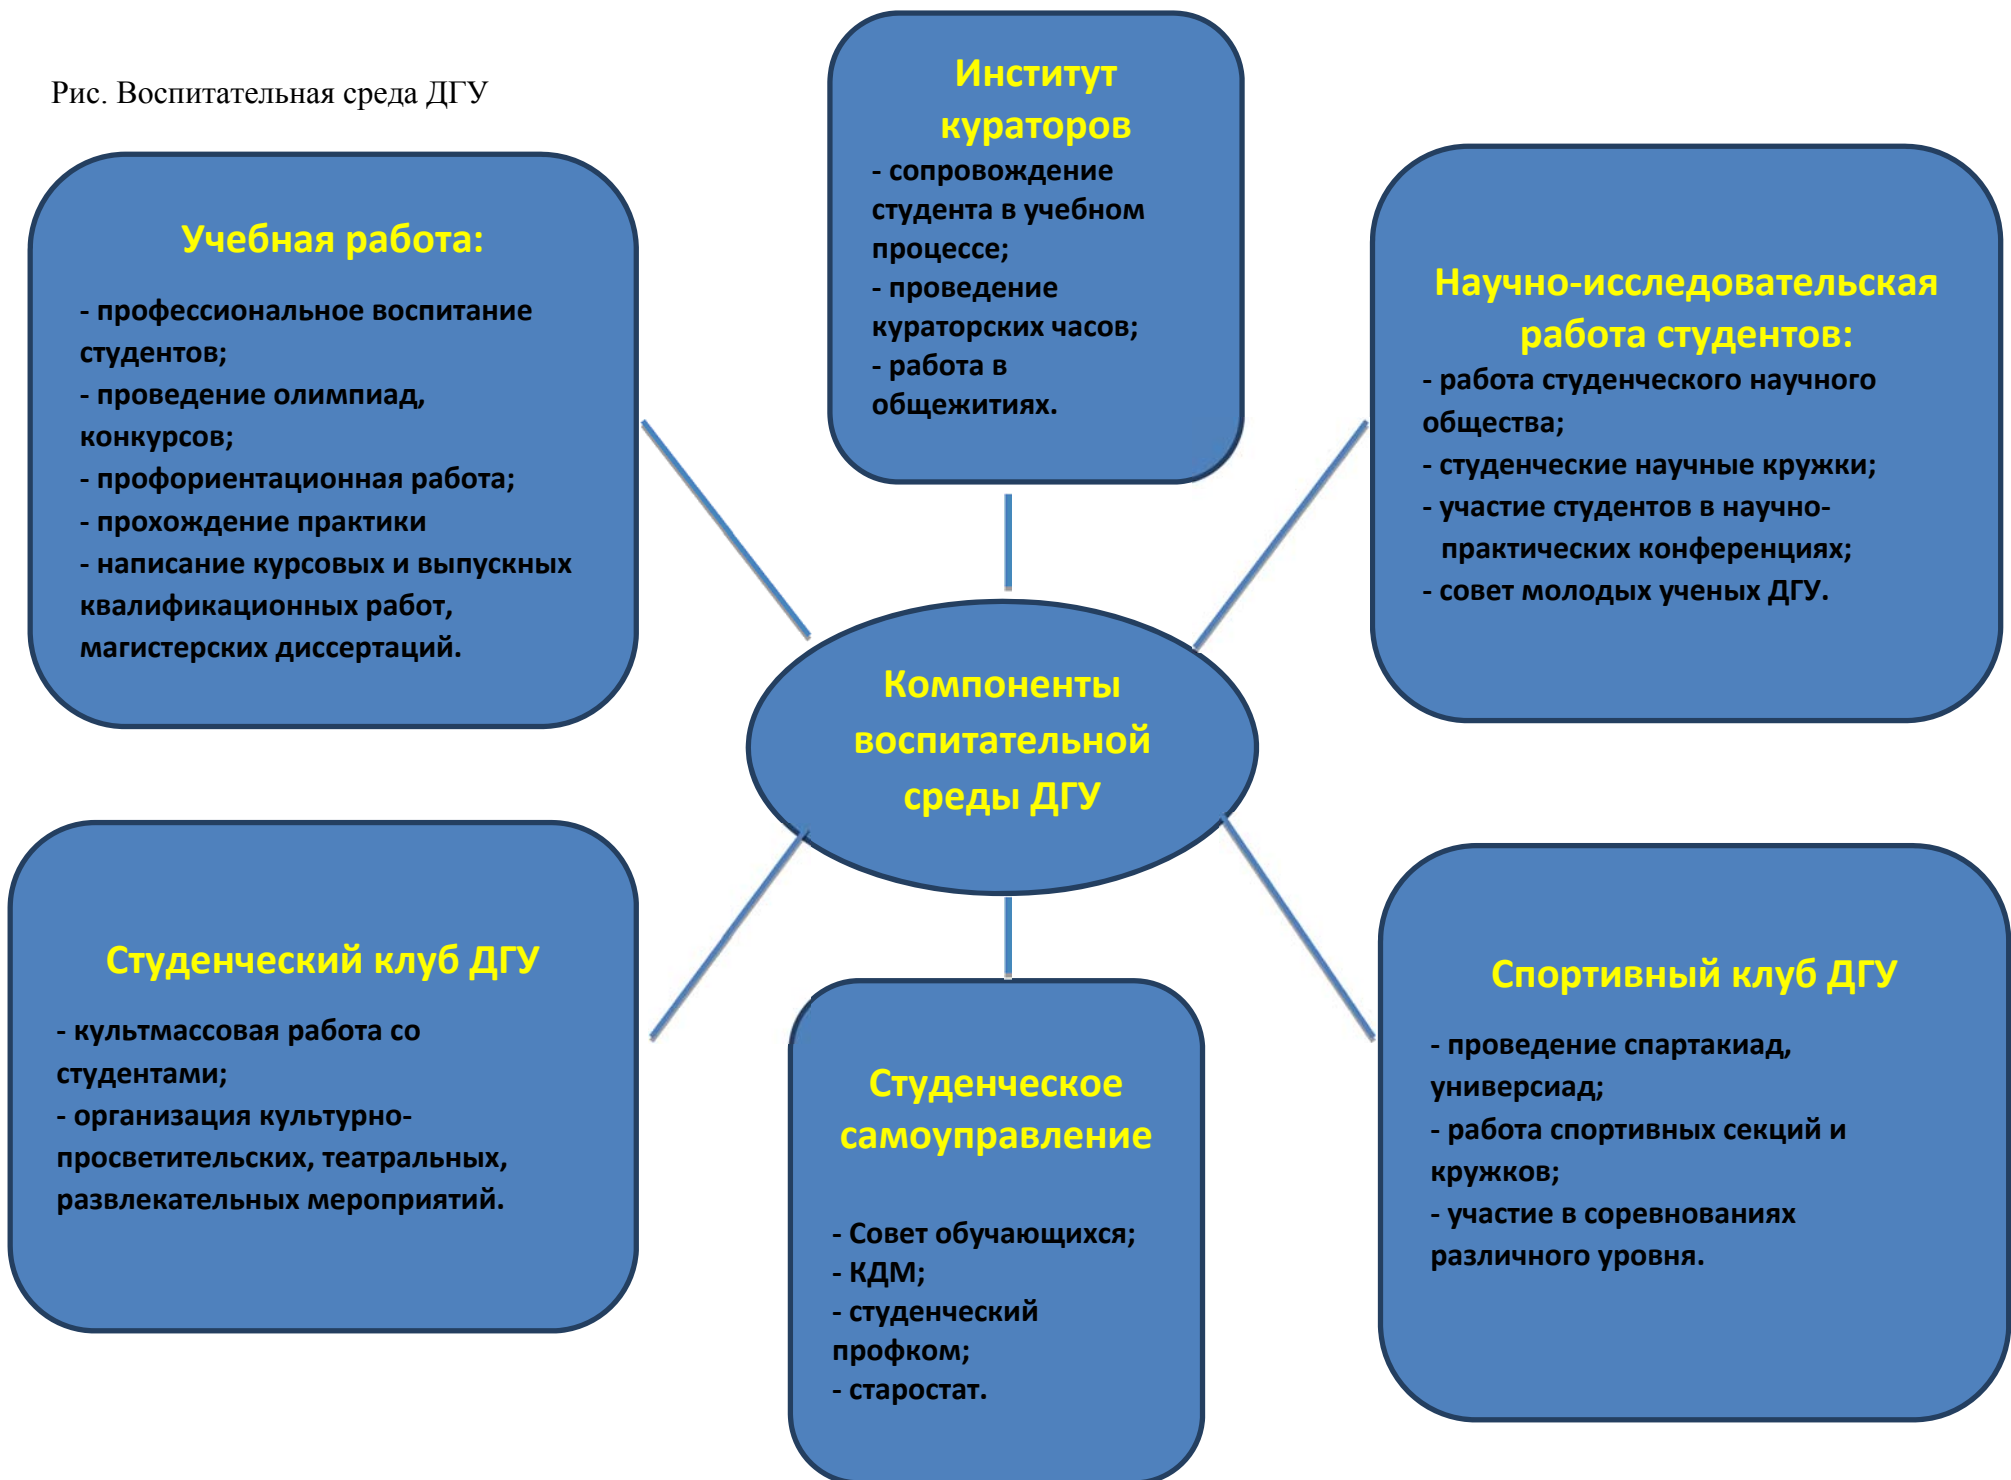 Рис. Воспитательная среда ДГУ
Институт
кураторов
- сопровождение
студента в учебном
процессе;
- проведение
кураторских часов;
- работа в
общежитиях.
Учебная работа:
- профессиональное воспитание
студентов;
- проведение олимпиад,
конкурсов;
- профориентационная работа;
- прохождение практики
- написание курсовых и выпускных
квалификационных работ,
магистерских диссертаций.
Научно-исследовательская
работа студентов:
- работа студенческого научного
общества;
- студенческие научные кружки;
- участие студентов в научно-
практических конференциях;
- совет молодых ученых ДГУ.
Компоненты
воспитательной
среды ДГУ
Студенческий клуб ДГУ
- культмассовая работа со
студентами;
- организация культурно-
просветительских, театральных,
развлекательных мероприятий.
Студенческое
самоуправление
- Совет обучающихся;
- КДМ;
- студенческий
профком;
- старостат.
Спортивный клуб ДГУ
- проведение спартакиад,
универсиад;
- работа спортивных секций и
кружков;
- участие в соревнованиях
различного уровня.